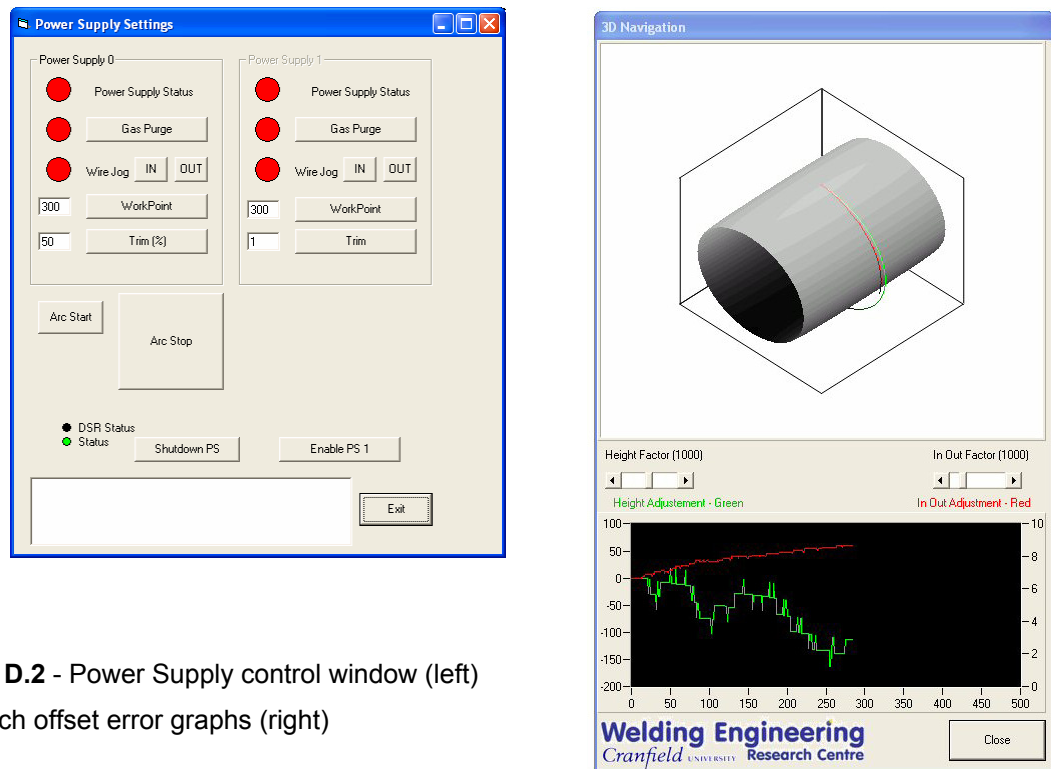 Power Supply Settings
Power Supply 0
Power Supply Status
Gas Purge
Wire Jog IN OUT
300 WorkPoint
50 Trim (%)
Power Supply 1
Power Supply Status
Gas Purge
Wire Jog IN OUT
300 WorkPoint
1 Trim
Arc Start
Arc Stop
DSR Status
Status
Shutdown PS
Enable PS 1
Exit
D.2 - Power Supply control window (left)
ch offset error graphs (right)
3D Navigation
Height Factor (1000)
In Out Factor (1000)
Height Adjustement - Green
In Out Adjustment - Red
100
50
0
-50
-100
-150
-200
10
8
6
4
2
0
0 50 100 150 200 250 300 350 400 450 500
Welding Engineering
Cranfield UNIVERSITY Research Centre
Close